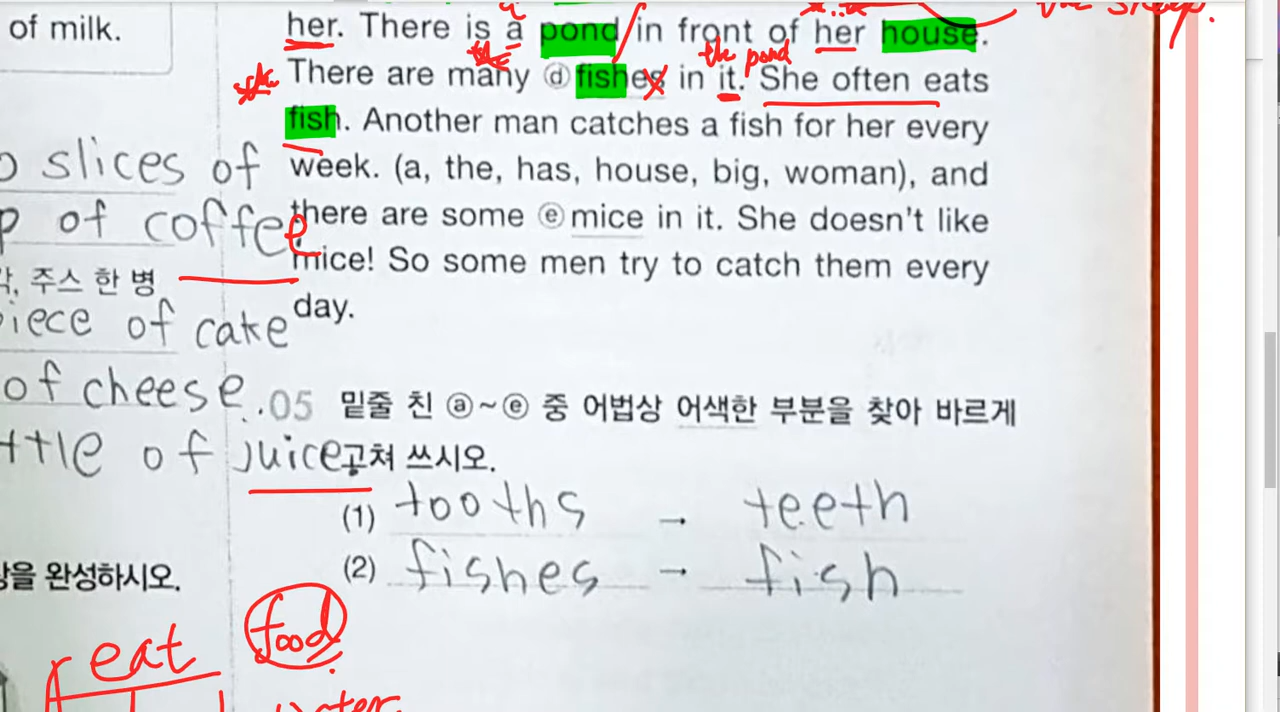 of milk.
her. There is a pond in front of her house.
the pond
There are many ⓓ fishes in it. She often eats
fish. Another man catches a fish for her every
week. (a, the, has, house, big, woman), and
there are some ⓔ mice in it. She doesn't like
mice! So some men try to catch them every
day.
slices of
of coffee
주스 한 병
piece of cake
of cheese.
ttle of juice
05 밑줄 친 ⓐ~ⓔ 중 어법상 어색한 부분을 찾아 바르게
고쳐 쓰시오.
(1) tooths → teeth
(2) fishes → fish
을 완성하시오.
eat food
water